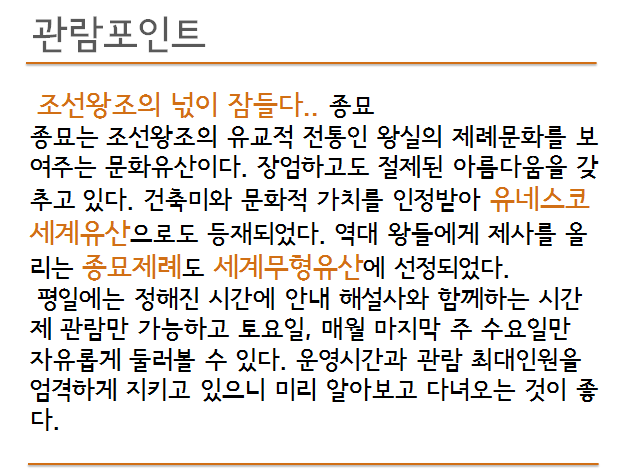 관람포인트
조선왕조의 넋이 잠들다.. 종묘
종묘는 조선왕조의 유교적 전통인 왕실의 제례문화를 보
여주는 문화유산이다. 장엄하고도 절제된 아름다움을 갖
추고 있다. 건축미와 문화적 가치를 인정받아 유네스코
세계유산으로도 등재되었다. 역대 왕들에게 제사를 올
리는 종묘제례도 세계무형유산에 선정되었다.
평일에는 정해진 시간에 안내 해설사와 함께하는 시간
제 관람만 가능하고 토요일, 매월 마지막 주 수요일만
자유롭게 둘러볼 수 있다. 운영시간과 관람 최대인원을
엄격하게 지키고 있으니 미리 알아보고 다녀오는 것이 좋
다.